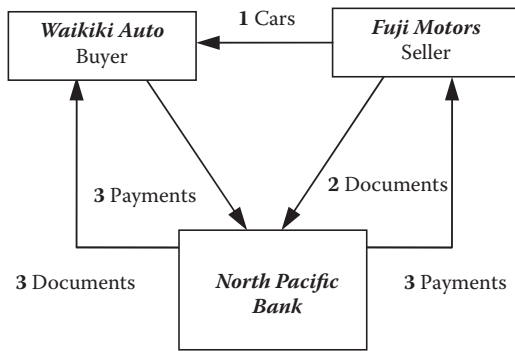 Waikiki Auto
Buyer
1 Cars
Fuji Motors
Seller
3 Payments
2 Documents
3 Documents
North Pacific
Bank
3 Payments